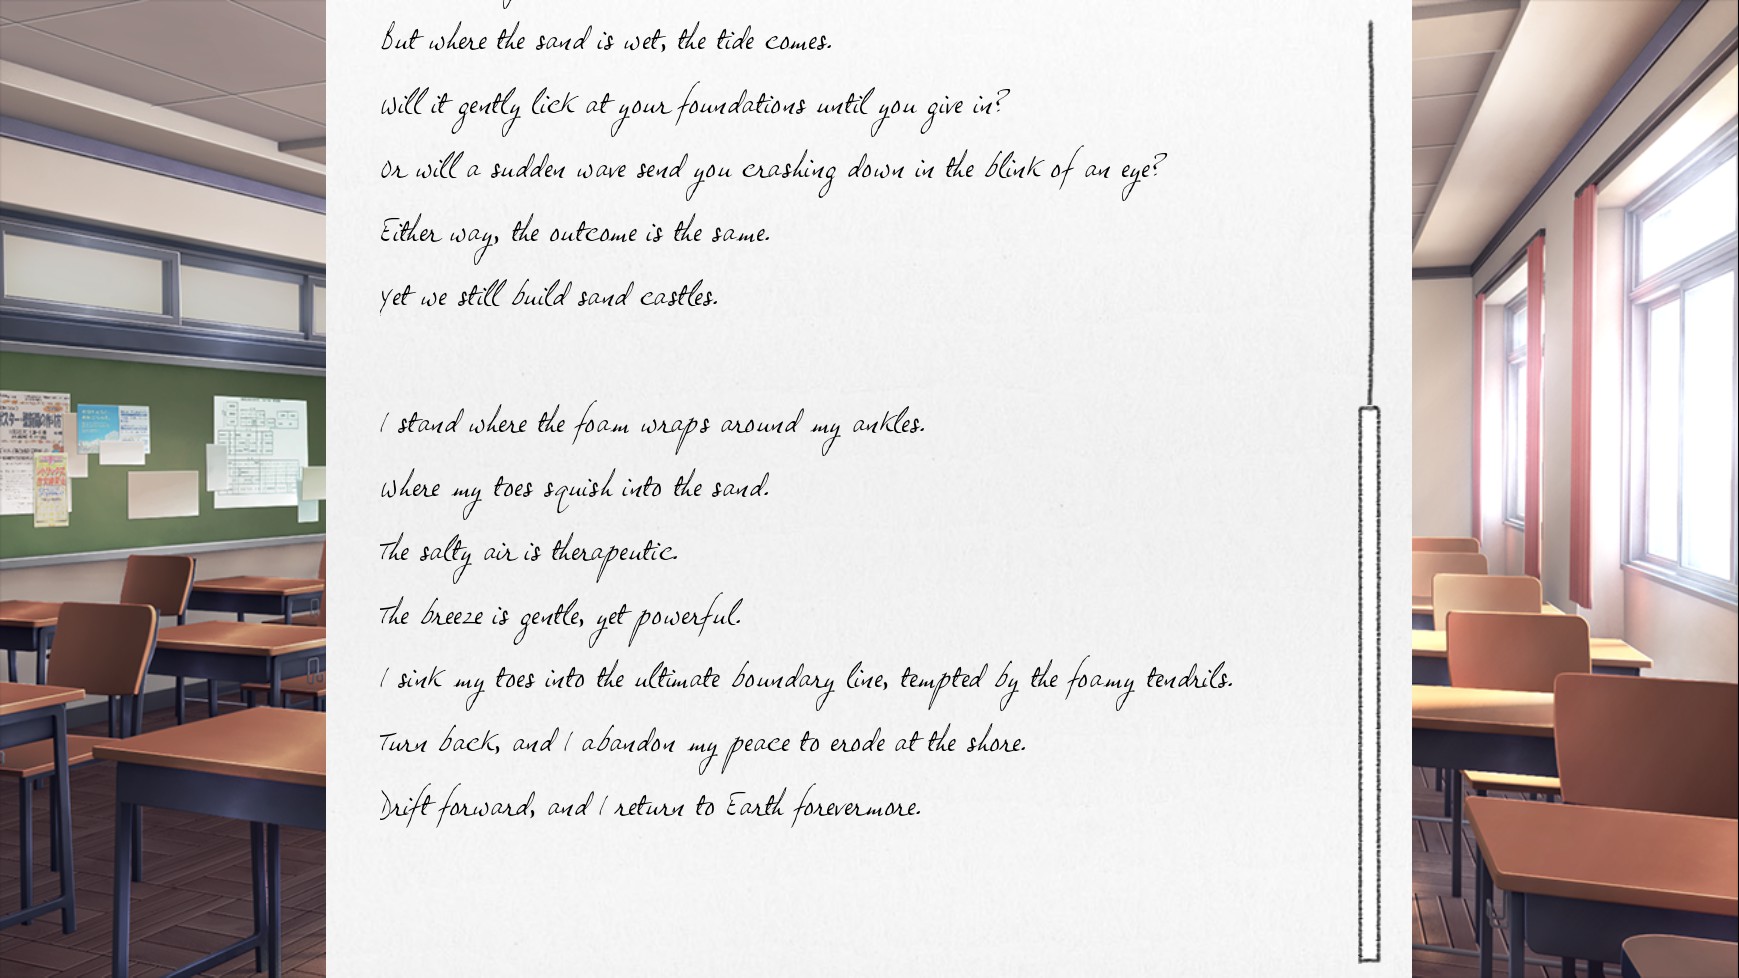 But where the sand is wet, the tide comes.
Will it gently lick at your foundations until you give in?
Or will a sudden wave send you crashing down in the blink of an eye?
Either way, the outcome is the same.
Yet we still build sand castles.
I stand where the foam wraps around my ankles.
Where my toes squish into the sand.
The salty air is therapeutic.
The breeze is gentle, yet powerful.
I sink my toes into the ultimate boundary line, tempted by the foamy tendrils.
Turn back, and I abandon my peace to erode at the shore.
Drift forward, and I return to Earth forevermore.